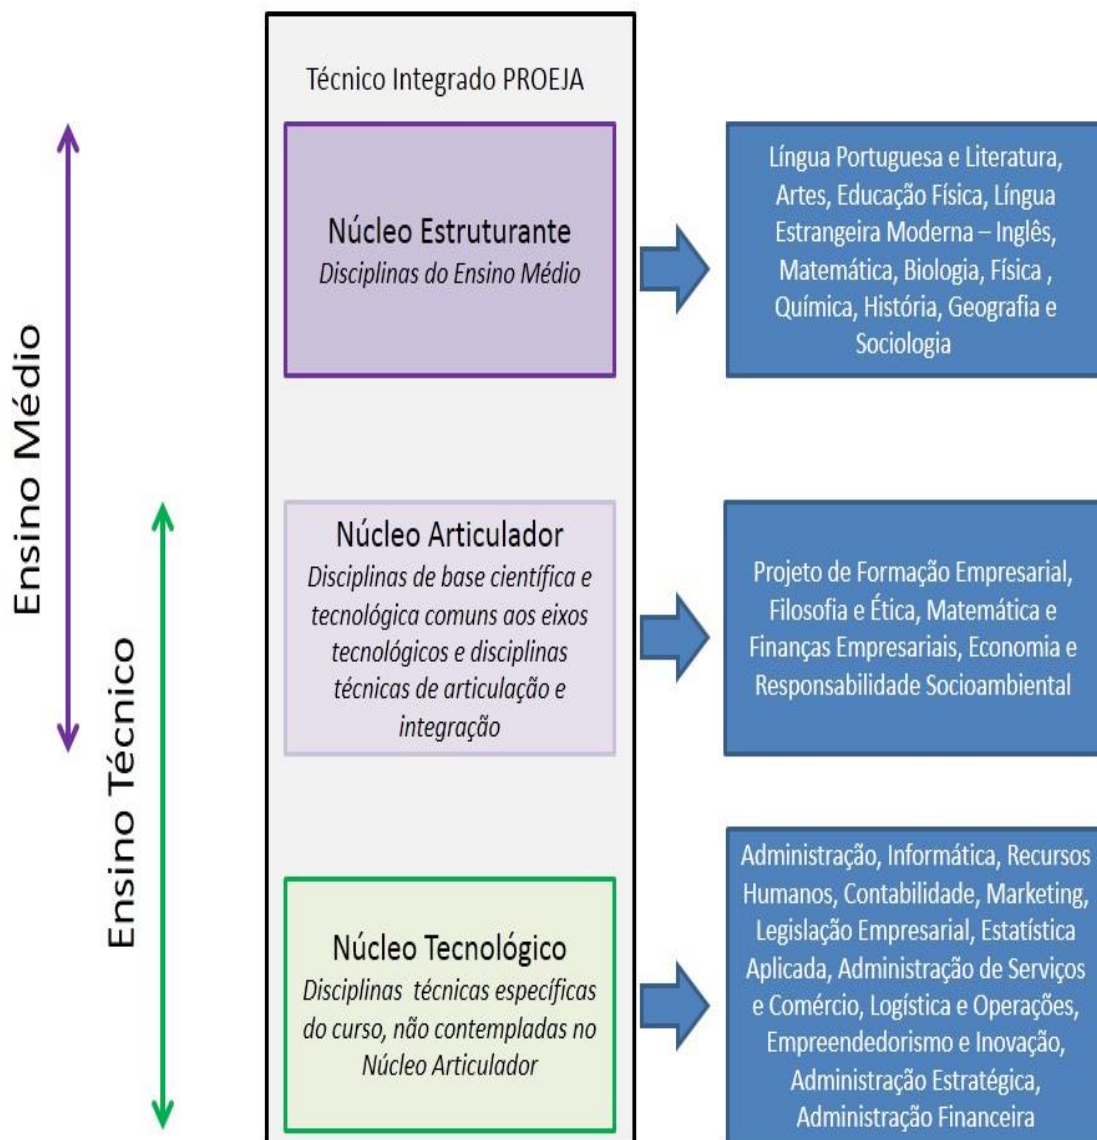 Técnico Integrado PROEJA
Ensino Médio
Ensino Técnico
Núcleo Estruturante
Disciplinas do Ensino Médio
Língua Portuguesa e Literatura,
Artes, Educação Física, Língua
Estrangeira Moderna – Inglês,
Matemática, Biologia, Física ,
Química, História, Geografia e
Sociologia
Núcleo Articulador
Disciplinas de base científica e
tecnológica comuns aos eixos
tecnológicos e disciplinas
técnicas de articulação e
integração
Projeto de Formação Empresarial,
Filosofia e Ética, Matemática e
Finanças Empresariais, Economia e
Responsabilidade Socioambiental
Núcleo Tecnológico
Disciplinas técnicas específicas
do curso, não contempladas no
Núcleo Articulador
Administração, Informática, Recursos
Humanos, Contabilidade, Marketing,
Legislação Empresarial, Estatística
Aplicada, Administração de Serviços
e Comércio, Logística e Operações,
Empreendedorismo e Inovação,
Administração Estratégica,
Administração Financeira